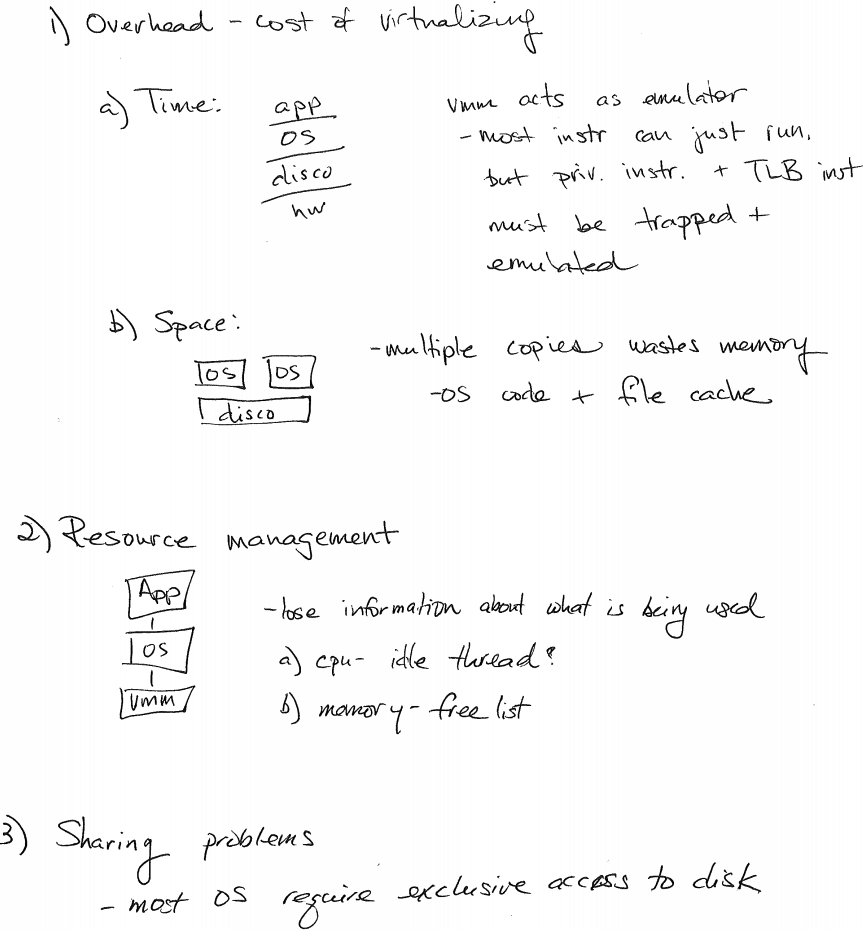 1) Overhead - cost of virtualizing
a) Time:
app
OS
disco
hw
vmm acts as emulator
- most instr can just run,
but priv. instr. + TLB inst
must be trapped +
emulated
b) Space:
OS OS
disco
- multiple copies wastes memory
- OS code + file cache
2) Resource management
App
OS
VMM
- lose information about what is being used
a) cpu - idle thread?
b) memory - free list
3) Sharing problems
- most OS require exclusive access to disk